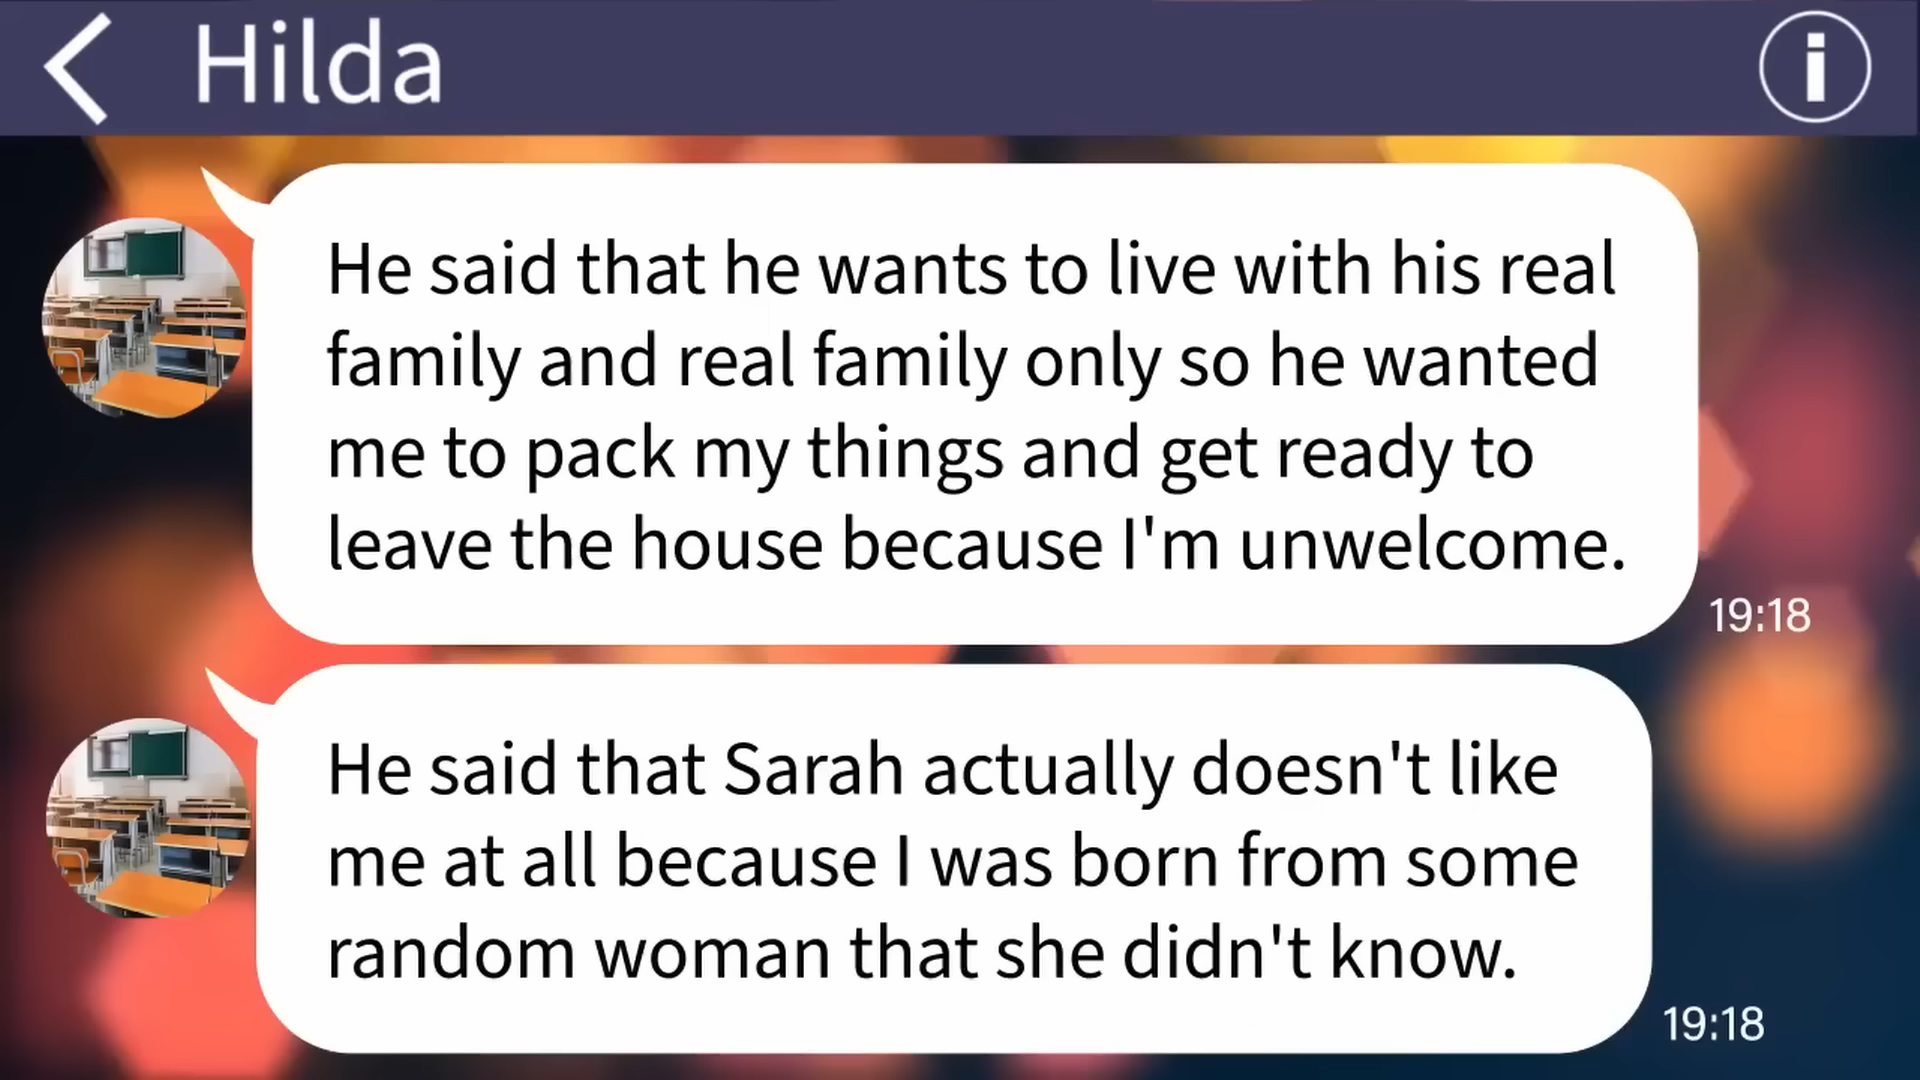 Hilda
He said that he wants to live with his real
family and real family only so he wanted
me to pack my things and get ready to
leave the house because I'm unwelcome.
19:18
He said that Sarah actually doesn't like
me at all because I was born from some
random woman that she didn't know.
19:18